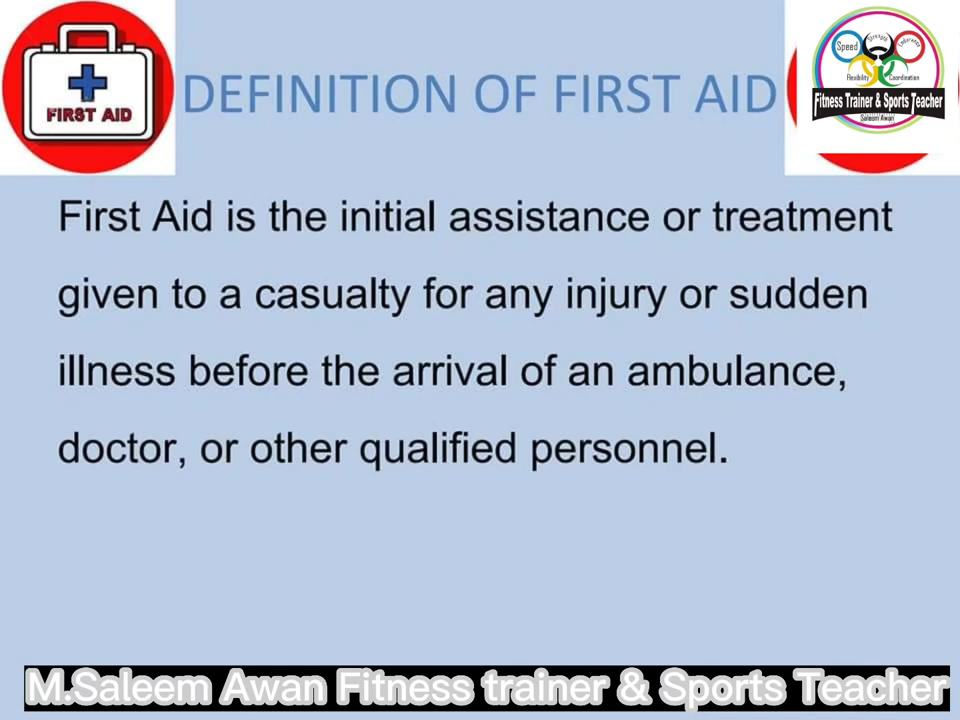 FIRST AID
DEFINITION OF FIRST AID
Speed
Strength
Endurance
Flexibility
Coordination
Fitness Trainer & Sports Teacher
Saleem Awan
First Aid is the initial assistance or treatment
given to a casualty for any injury or sudden
illness before the arrival of an ambulance,
doctor, or other qualified personnel.
M.Saleem Awan Fitness trainer & Sports Teacher